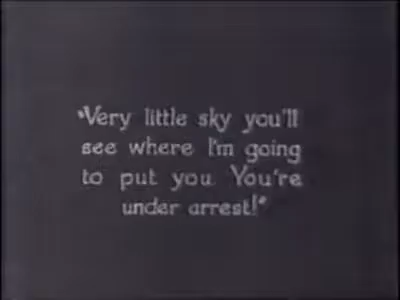 "Very little sky you'll
see where I'm going
to put you. You're
under arrest!"